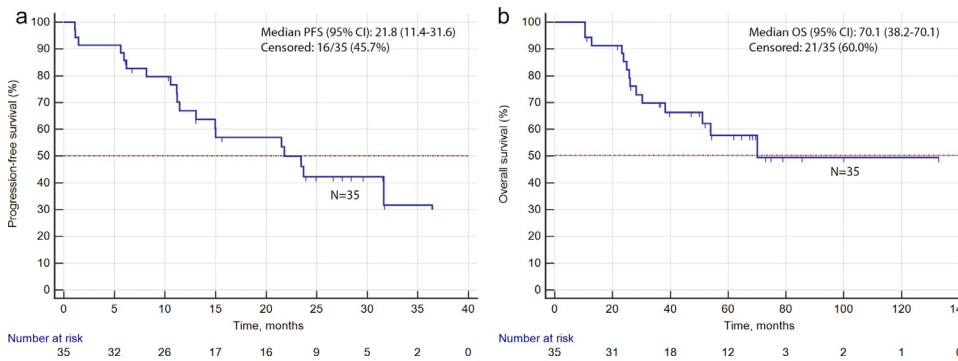 a
Median PFS (95% CI): 21.8 (11.4-31.6)
Censored: 16/35 (45.7%)
Progression-free survival (%)
100
90
80
70
60
50
40
30
20
10
0
N=35
0 5 10 15 20 25 30 35 40
Time, months
Number at risk
35 32 26 17 16 9 5 2 0
b
Median OS (95% CI): 70.1 (38.2-70.1)
Censored: 21/35 (60.0%)
Overall survival (%)
100
90
80
70
60
50
40
30
20
10
0
N=35
0 20 40 60 80 100 120
Time, months
Number at risk
35 31 18 12 3 2 1